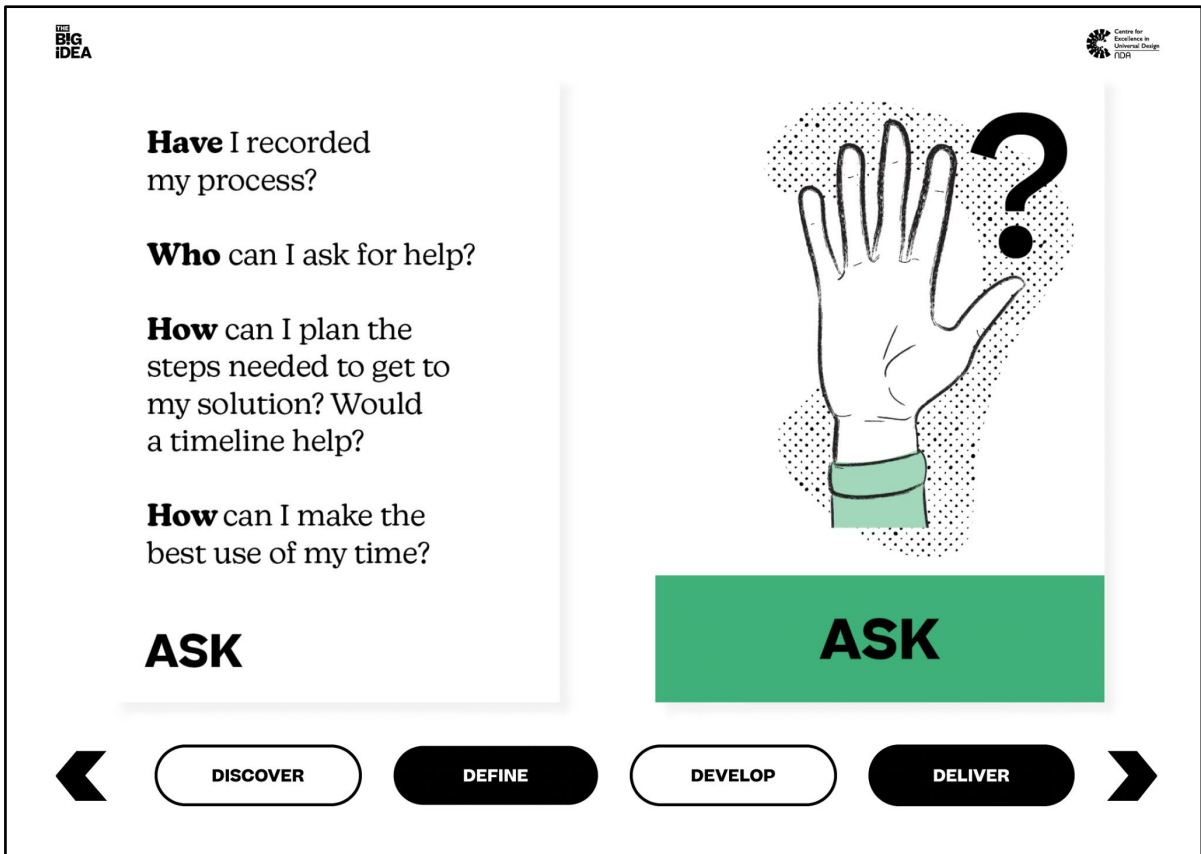 THE
B!G
iDEA
Centre for
Excellence in
Universal Design
NDA
Have I recorded
my process?
Who can I ask for help?
How can I plan the
steps needed to get to
my solution? Would
a timeline help?
How can I make the
best use of my time?
ASK
?
ASK
DISCOVER
DEFINE
DEVELOP
DELIVER